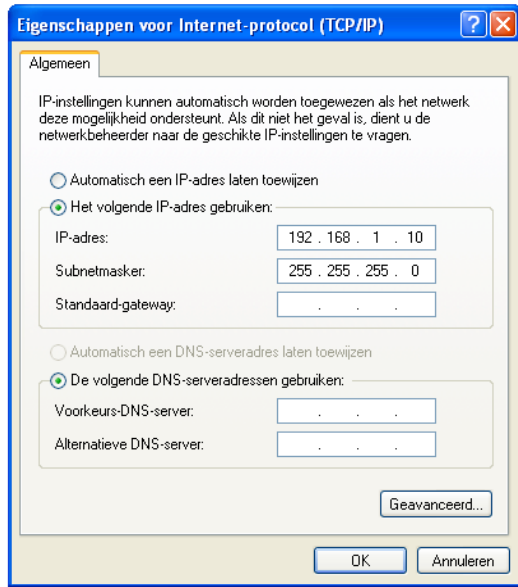 Eigenschappen voor Internet-protocol (TCP/IP)
Algemeen
IP-instellingen kunnen automatisch worden toegewezen als het netwerk
deze mogelijkheid ondersteunt. Als dit niet het geval is, dient u de
netwerkbeheerder naar de geschikte IP-instellingen te vragen.
Automatisch een IP-adres laten toewijzen
Het volgende IP-adres gebruiken:
IP-adres: 192 . 168 . 1 . 10
Subnetmasker: 255 . 255 . 255 . 0
Standaard-gateway: . . .
Automatisch een DNS-serveradres laten toewijzen
De volgende DNS-serveradressen gebruiken:
Voorkeurs-DNS-server: . . .
Alternatieve DNS-server: . . .
Geavanceerd...
OK Annuleren